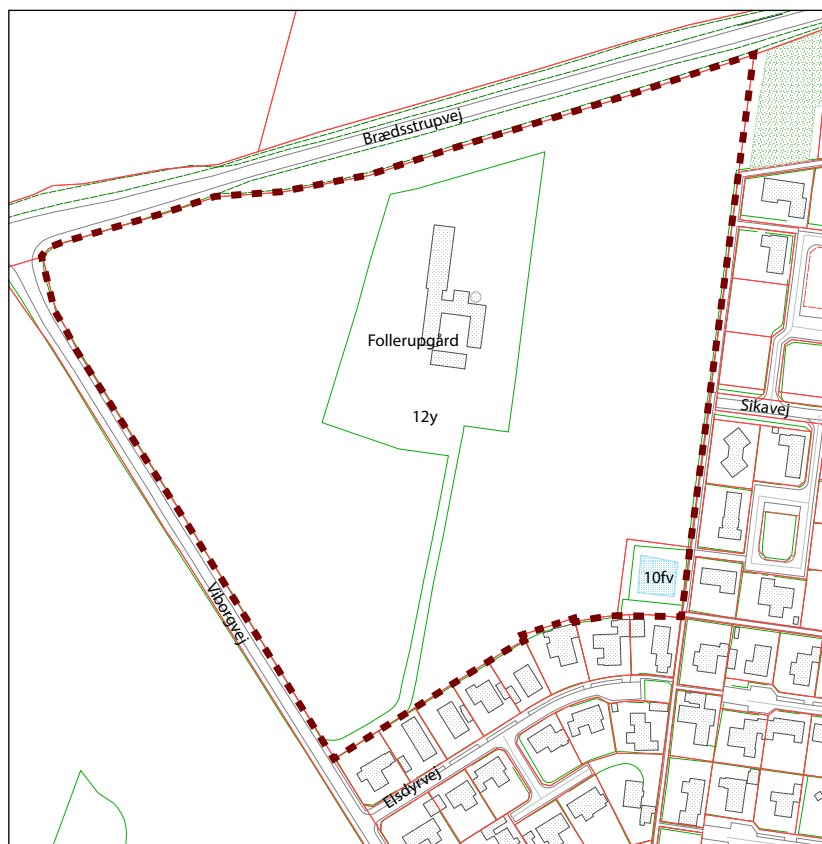 Brædsstrupvej
Follerupgård
12y
Sikavej
10fv
Viborgvej
Elsdyrvej